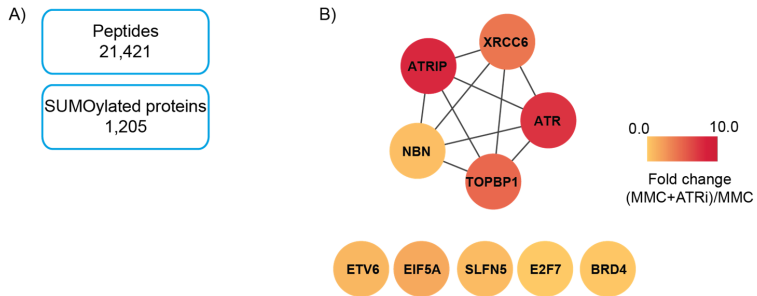 A)
Peptides
21,421
SUMOylated proteins
1,205
B)
XRCC6
ATRIP
ATR
NBN
TOPBP1
0.0 10.0
Fold change
(MMC+ATRi)/MMC
ETV6 EIF5A SLFN5 E2F7 BRD4